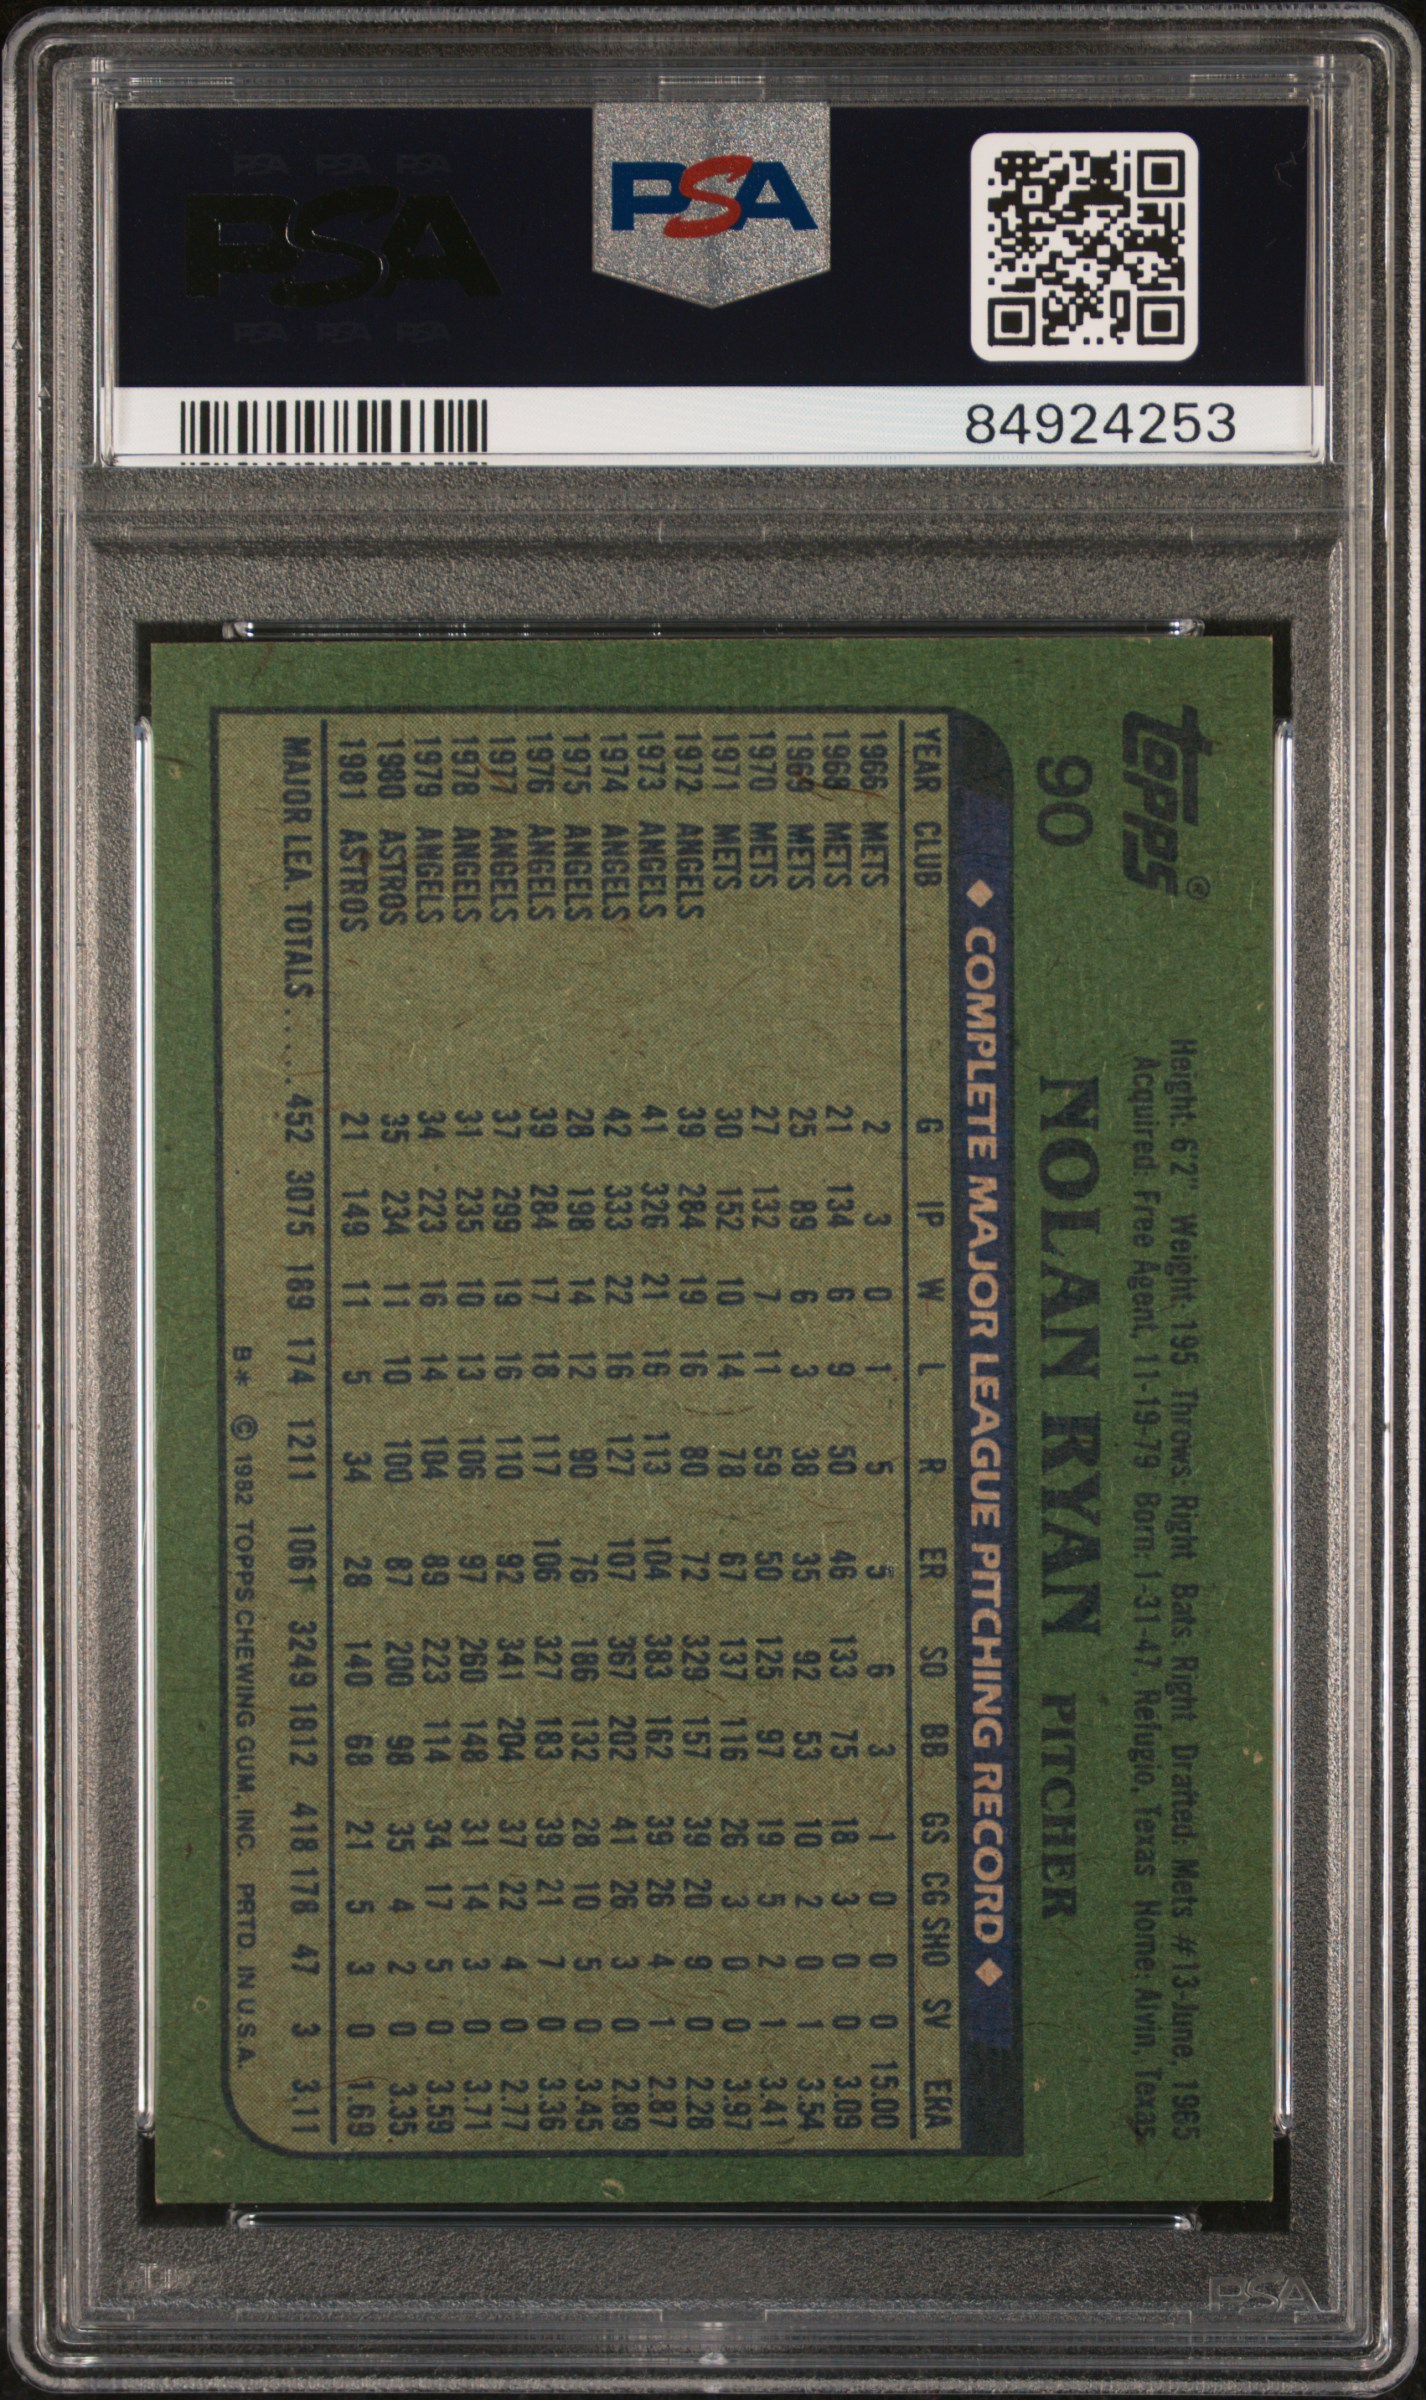 PSA PSA PSA
PSA
PSA PSA PSA
PSA
84924253
Topps®
90
NOLAN RYAN PITCHER
Height: 6'2" Weight: 195 Throws: Right Bats: Right Drafted: Mets #13-June, 1965
Acquired: Free Agent, 11-19-79 Born: 1-31-47, Refugio, Texas Home: Alvin, Texas
◆ COMPLETE MAJOR LEAGUE PITCHING RECORD ◆
YEAR CLUB G IP W L R ER SO BB GS CG SHO SV ERA
1966 METS 2 3 0 1 5 5 6 3 1 0 0 0 15.00
1968 METS 21 134 6 9 50 46 133 75 18 3 0 0 3.09
1969 METS 25 89 6 3 38 35 92 53 10 2 0 1 3.54
1970 METS 27 132 7 11 59 50 125 97 19 5 2 1 3.41
1971 METS 30 152 10 14 78 67 137 116 26 3 0 0 3.97
1972 ANGELS 39 284 19 16 80 72 329 157 39 20 9 0 2.28
1973 ANGELS 41 326 21 16 113 104 383 162 39 26 4 1 2.87
1974 ANGELS 42 333 22 16 127 107 367 202 41 26 3 0 2.89
1975 ANGELS 28 198 14 12 90 76 186 132 28 10 5 0 3.45
1976 ANGELS 39 284 17 18 117 106 327 183 39 21 7 0 3.36
1977 ANGELS 37 299 19 16 110 92 341 204 37 22 4 0 2.77
1978 ANGELS 31 235 10 13 106 97 260 148 31 14 3 0 3.71
1979 ANGELS 34 223 16 14 104 89 223 114 34 17 5 0 3.59
1980 ASTROS 35 234 11 10 100 87 200 98 35 4 2 0 3.35
1981 ASTROS 21 149 11 5 34 28 140 68 21 5 3 0 1.69
MAJOR LEA. TOTALS..... 452 3075 189 174 1211 1061 3249 1812 418 178 47 3 3.11
B* © 1982 TOPPS CHEWING GUM, INC. PRTD. IN U.S.A.
PSA